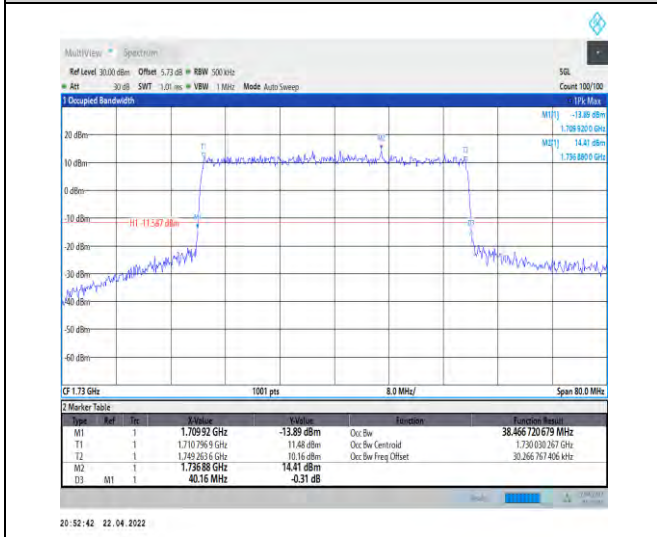 MultiView Spectrum
Ref Level 30.00 dBm Offset 5.73 dB RBW 500 kHz SGL
Att 30 dB SWT 1.01 ms VBW 1 MHz Mode Auto Sweep Count 100/100
1 Occupied Bandwidth 1Pk Max
M1[1] -13.89 dBm
1.709 920 0 GHz
M2[1] 14.41 dBm
1.736 880 0 GHz
20 dBm
T1
M2
T2
10 dBm
0 dBm
-10 dBm
M1
H1 -11.587 dBm
D3
-20 dBm
-30 dBm
-40 dBm
-50 dBm
-60 dBm
CF 1.73 GHz 1001 pts 8.0 MHz/ Span 80.0 MHz
2 Marker Table
Type Ref Trc X-Value Y-Value Function Function Result
M1 1 1.709 92 GHz -13.89 dBm Occ Bw 38.466 720 679 MHz
T1 1 1.710 796 9 GHz 11.48 dBm Occ Bw Centroid 1.730 030 267 GHz
T2 1 1.749 263 6 GHz 10.16 dBm Occ Bw Freq Offset 30.266 767 406 kHz
M2 1 1.736 88 GHz 14.41 dBm
D3 M1 1 40.16 MHz -0.31 dB
20:52:42 22.04.2022